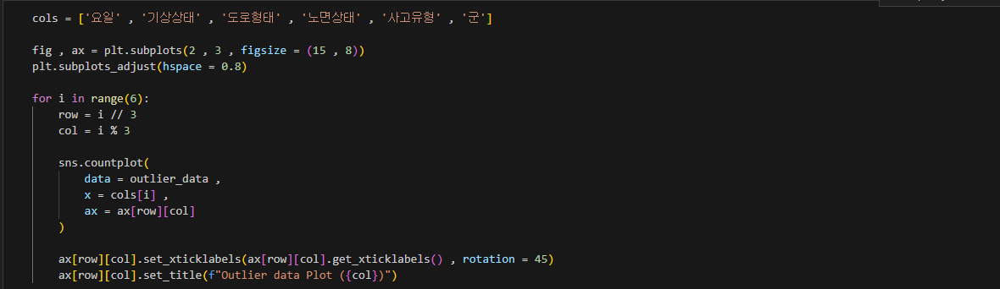 cols = ['요일' , '기상상태' , '도로형태' , '노면상태' , '사고유형' , '군']
fig , ax = plt.subplots(2 , 3 , figsize = (15 , 8))
plt.subplots_adjust(hspace = 0.8)
for i in range(6):
row = i // 3
col = i % 3
sns.countplot(
data = outlier_data ,
x = cols[i] ,
ax = ax[row][col]
)
ax[row][col].set_xticklabels(ax[row][col].get_xticklabels() , rotation = 45)
ax[row][col].set_title(f"Outlier data Plot ({col})")